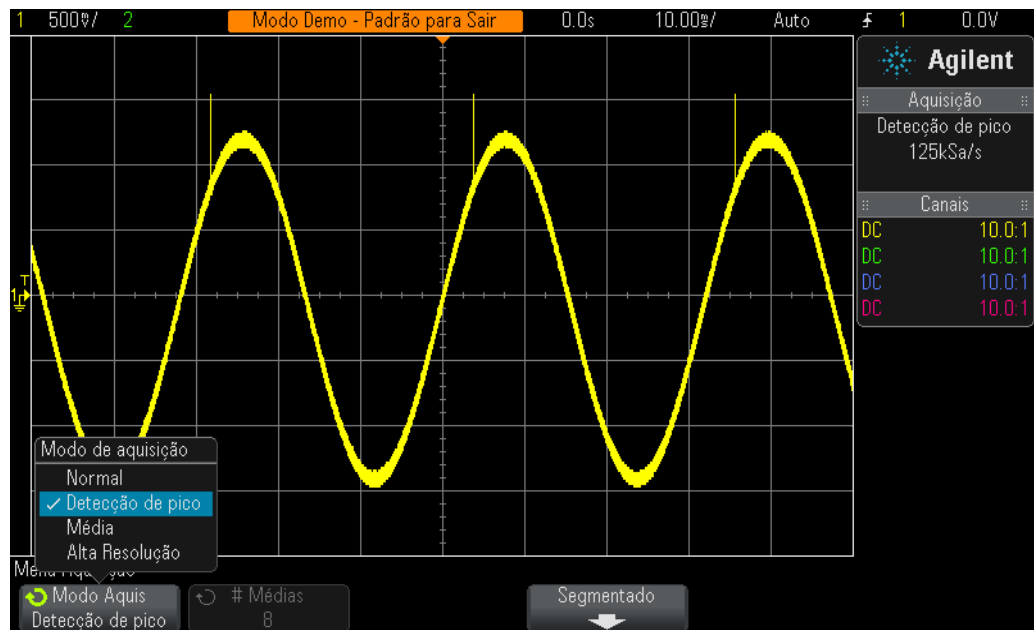 1 500㎷/ 2 Modo Demo - Padrão para Sair 0.0s 10.00㎳/ Auto 1 0.0V
Agilent
Aquisição
Detecção de pico
125kSa/s
Canais
DC 10.0:1
DC 10.0:1
DC 10.0:1
DC 10.0:1
T
1
Modo de aquisição
Normal
Detecção de pico
Média
Alta Resolução
Modo Aquis
Detecção de pico
# Médias
8
Segmentado